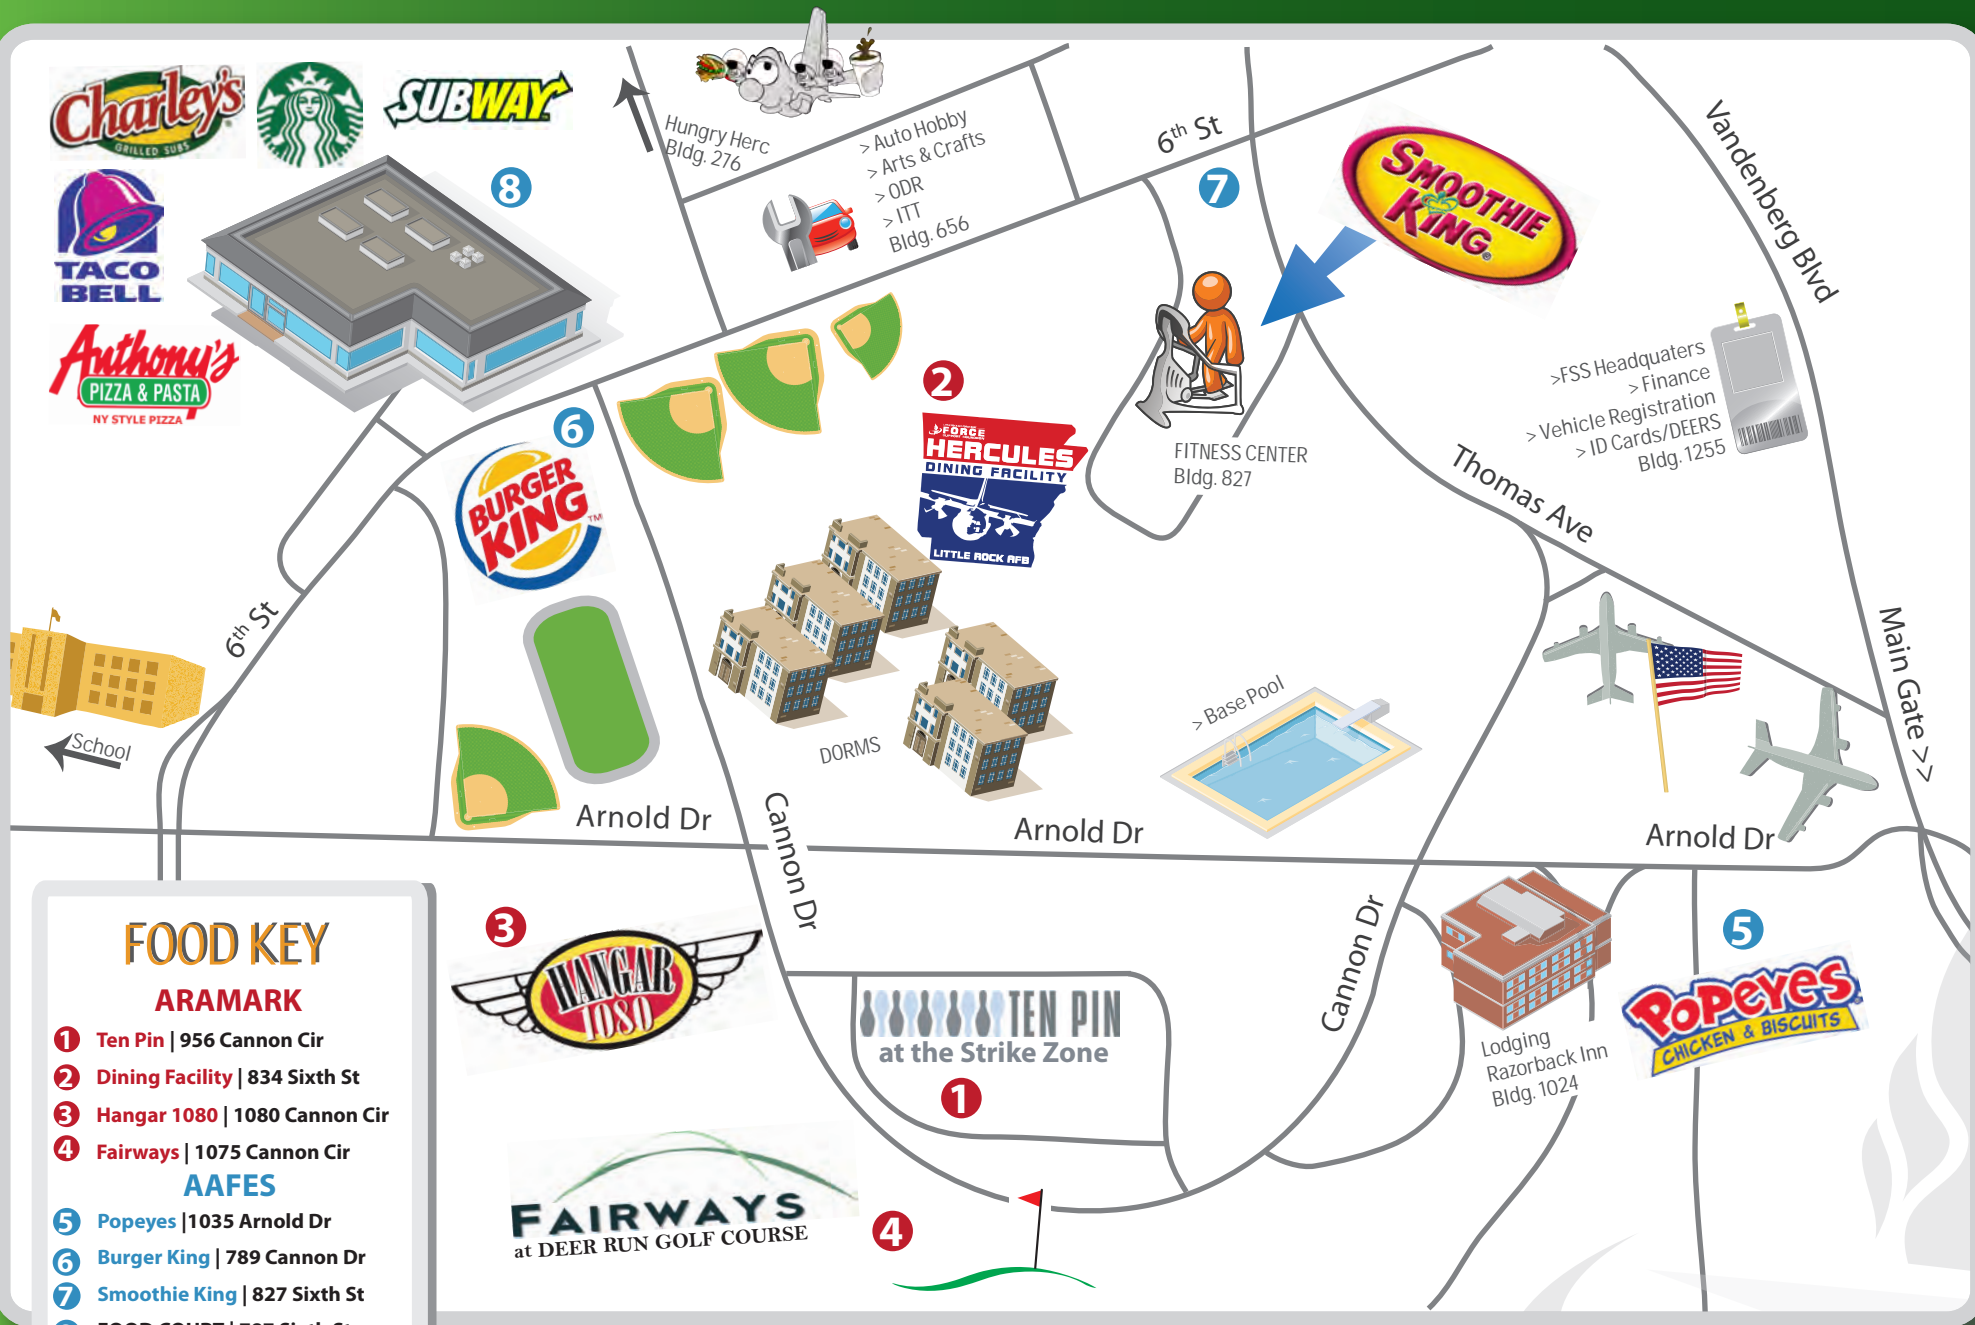 Charley's
GRILLED SUBS
SUBWAY
TACO
BELL
Anthony's
PIZZA & PASTA
NY STYLE PIZZA
8
Hungry Herc
Bldg. 276
> Auto Hobby
> Arts & Crafts
> ODR
> ITT
Bldg. 656
6th St
7
SMOOTHIE
KING
Vandenberg Blvd
>FSS Headquaters
> Finance
> Vehicle Registration
> ID Cards/DEERS
Bldg. 1255
2
FORCE
HERCULES
DINING FACILITY
LITTLE ROCK AFB
FITNESS CENTER
Bldg. 827
Thomas Ave
6
BURGER
KING
TM
6th St
School
DORMS
> Base Pool
Main Gate >>
Arnold Dr
Arnold Dr
Arnold Dr
Cannon Dr
Cannon Dr
3
HANGAR
1080
TEN PIN
at the Strike Zone
1
Lodging
Razorback Inn
Bldg. 1024
5
POPEYES
CHICKEN & BISCUITS
FAIRWAYS
at DEER RUN GOLF COURSE
4
FOOD KEY
ARAMARK
1 Ten Pin | 956 Cannon Cir
2 Dining Facility | 834 Sixth St
3 Hangar 1080 | 1080 Cannon Cir
4 Fairways | 1075 Cannon Cir
AAFES
5 Popeyes |1035 Arnold Dr
6 Burger King | 789 Cannon Dr
7 Smoothie King | 827 Sixth St